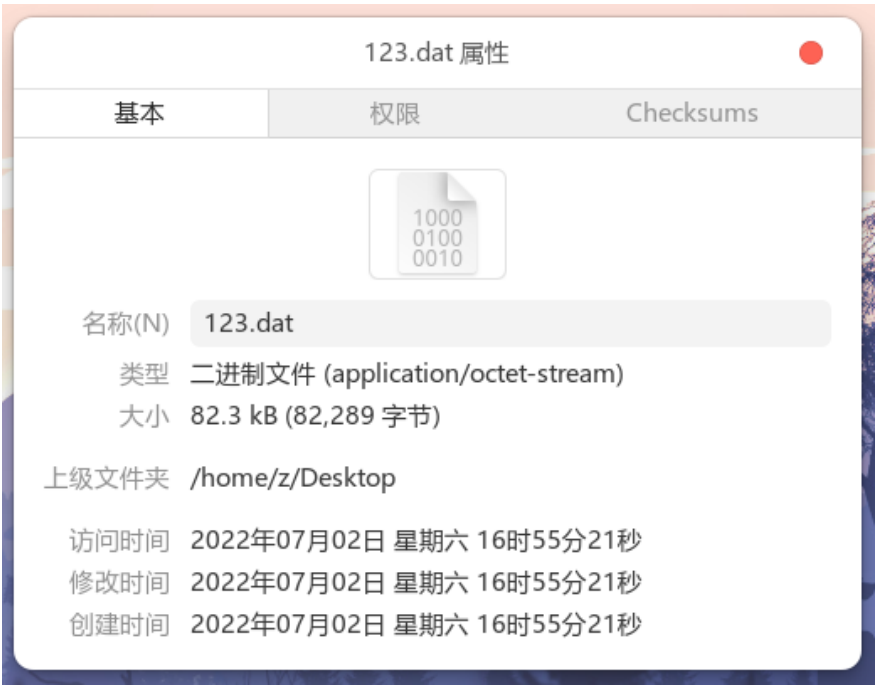 123.dat 属性
基本 权限 Checksums
1000
0100
0010
名称(N) 123.dat
类型 二进制文件 (application/octet-stream)
大小 82.3 kB (82,289 字节)
上级文件夹 /home/z/Desktop
访问时间 2022年07月02日 星期六 16时55分21秒
修改时间 2022年07月02日 星期六 16时55分21秒
创建时间 2022年07月02日 星期六 16时55分21秒